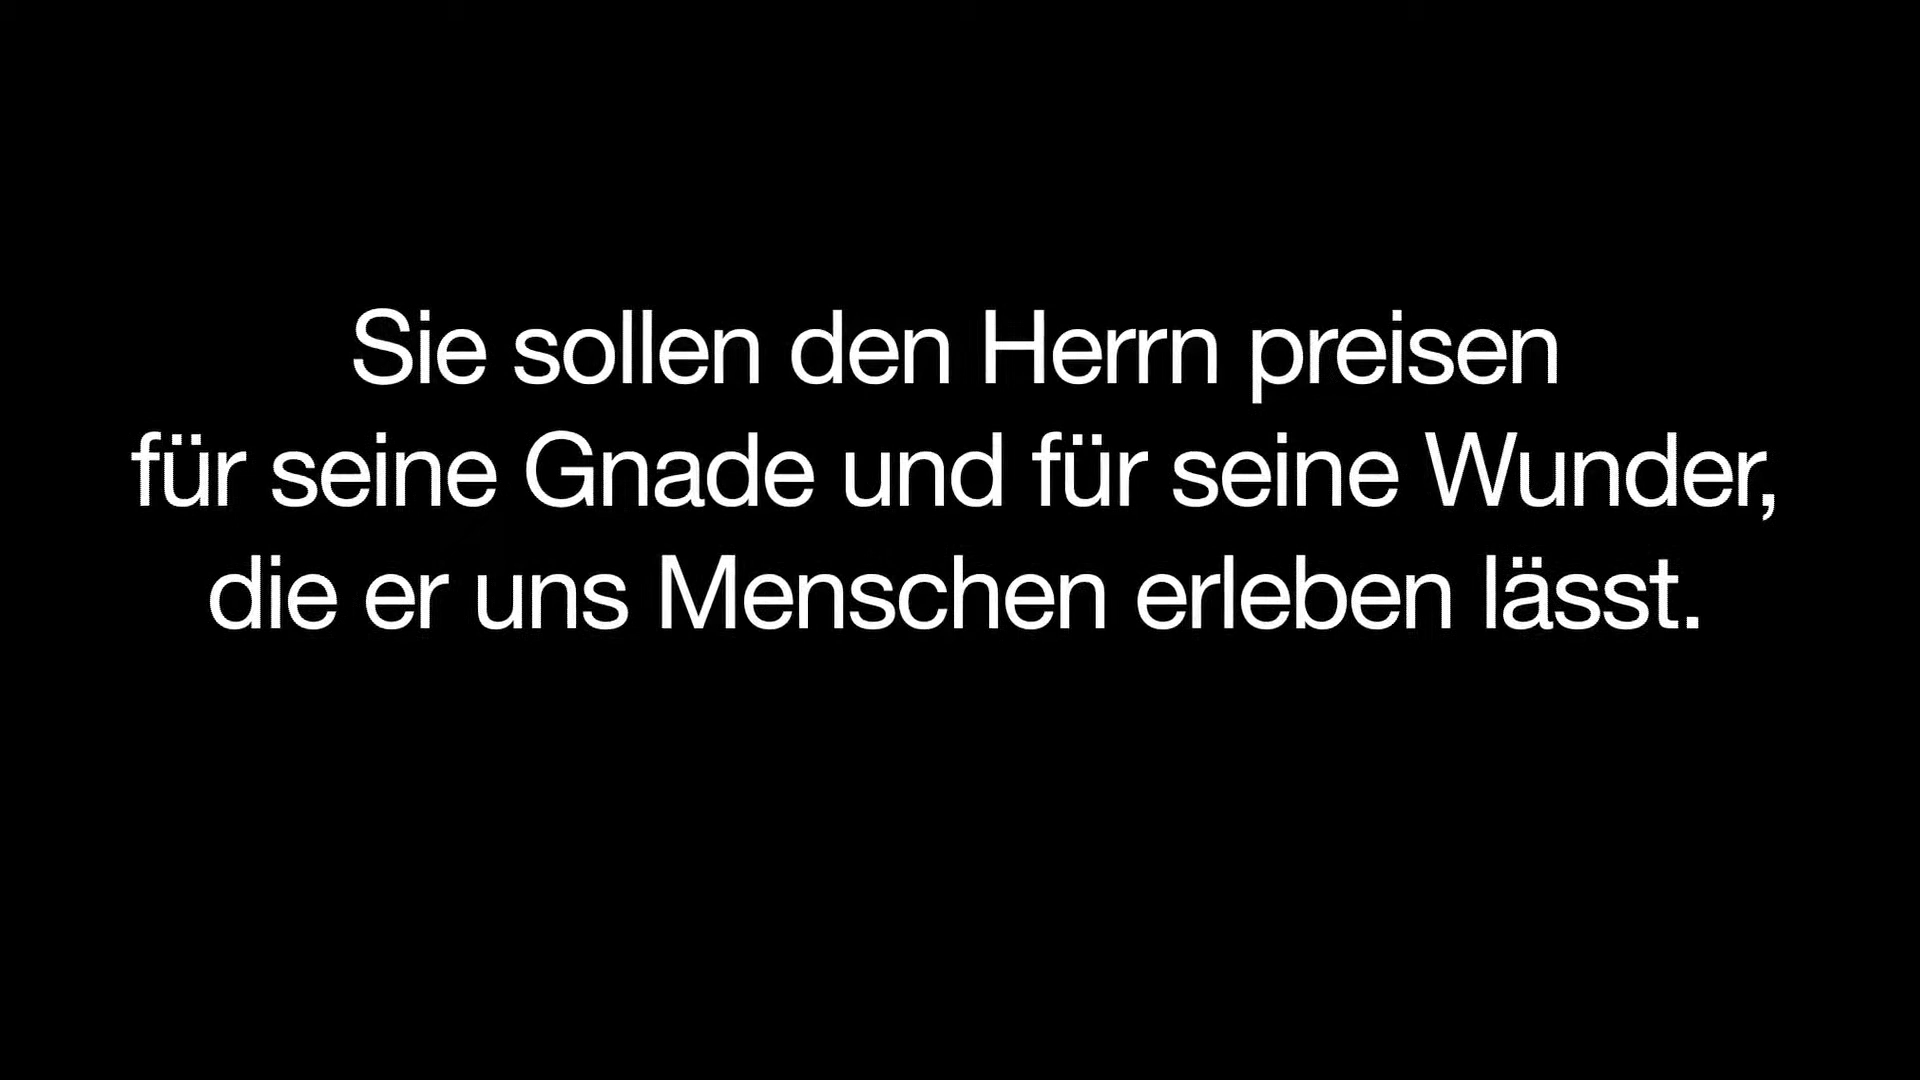 Sie sollen den Herrn preisen
für seine Gnade und für seine Wunder,
die er uns Menschen erleben lässt.